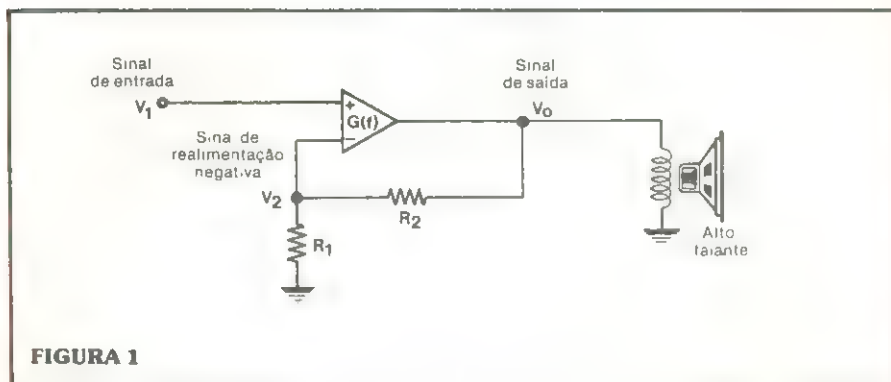 Sinal
de entrada
V1
Sina de
realimentação
negativa
V2
+
G(f)
−
R1
R2
Sinal
de saída
Vo
Alto
falante
FIGURA 1